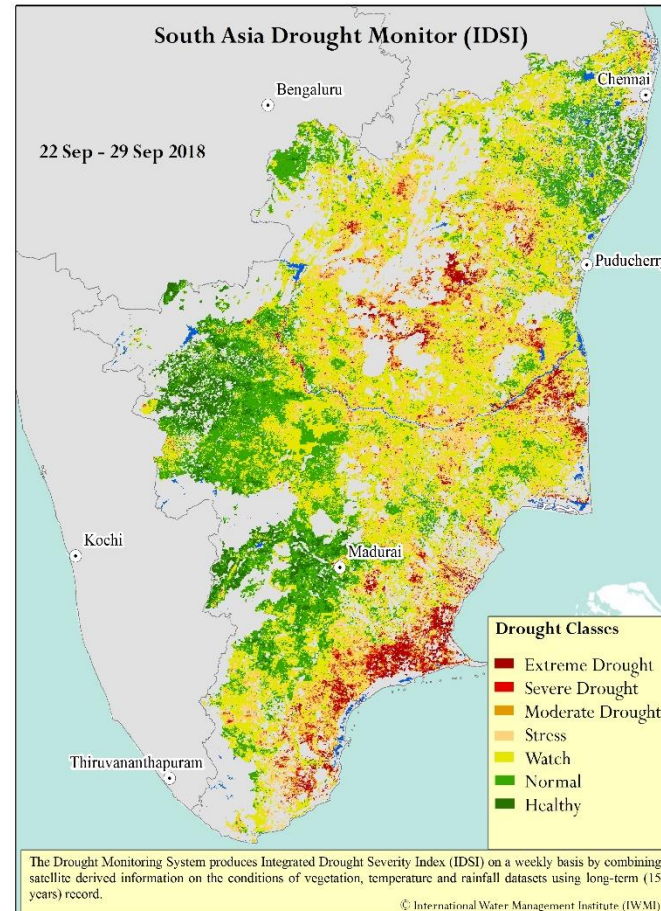 South Asia Drought Monitor (IDSI)
Chennai
Bengaluru
22 Sep - 29 Sep 2018
Puducherry
Kochi
Madurai
Thiruvananthapuram
Drought Classes
Extreme Drought
Severe Drought
Moderate Drought
Stress
Watch
Normal
Healthy
The Drought Monitoring System produces Integrated Drought Severity Index (IDSI) on a weekly basis by combining
satellite derived information on the conditions of vegetation, temperature and rainfall datasets using long-term (15
years) record.
© International Water Management Institute (IWMI)